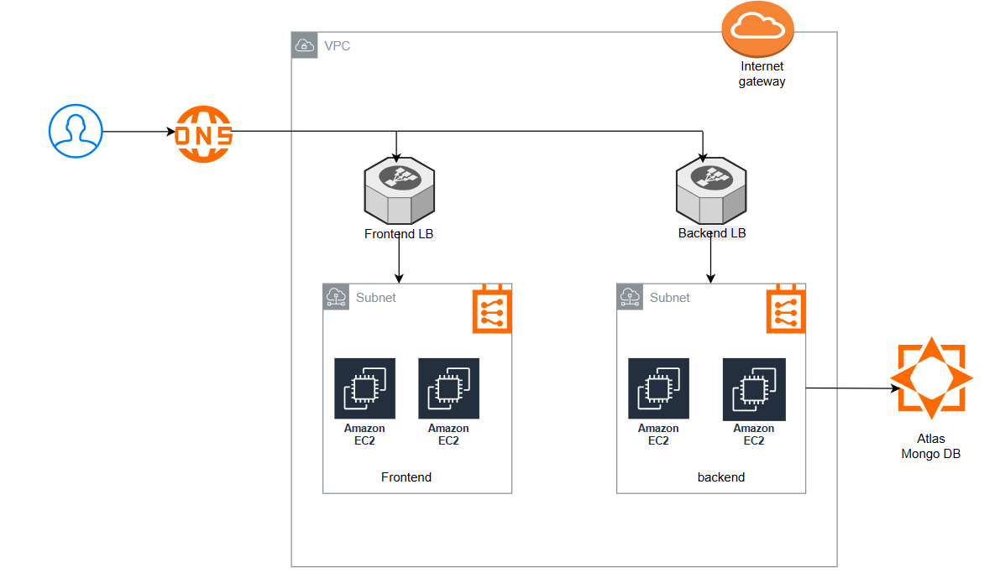 VPC
Internet
gateway
DNS
Frontend LB
Backend LB
Subnet
Subnet
Amazon
EC2
Amazon
EC2
Amazon
EC2
Amazon
EC2
Frontend
backend
Atlas
Mongo DB